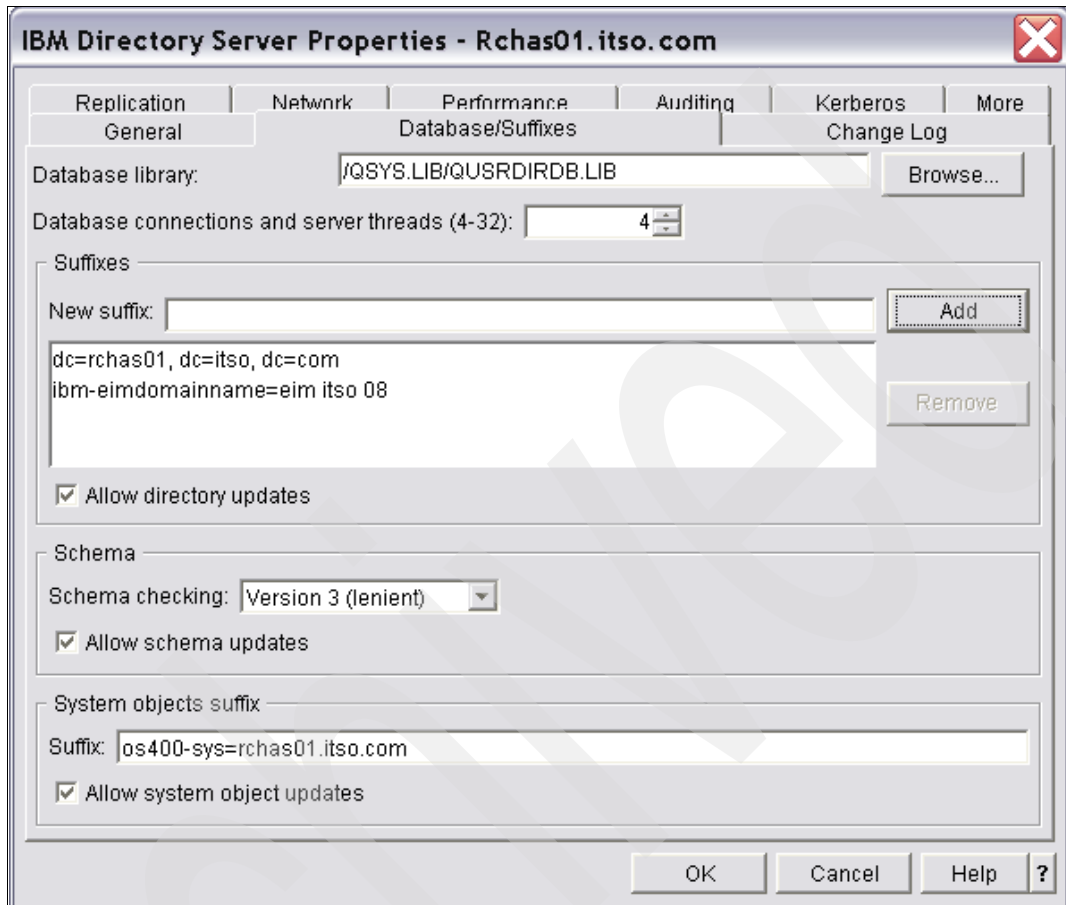 IBM Directory Server Properties - Rchas01.itso.com
Replication Network Performance Auditing Kerberos More
General Database/Suffixes Change Log
Database library: /QSYS.LIB/QUSRDIRDB.LIB Browse...
Database connections and server threads (4-32): 4
Suffixes
New suffix: Add
dc=rchas01, dc=itso, dc=com
ibm-eimdomainname=eim itso 08
Remove
Allow directory updates
Schema
Schema checking: Version 3 (lenient)
Allow schema updates
System objects suffix
Suffix: os400-sys=rchas01.itso.com
Allow system object updates
OK Cancel Help ?